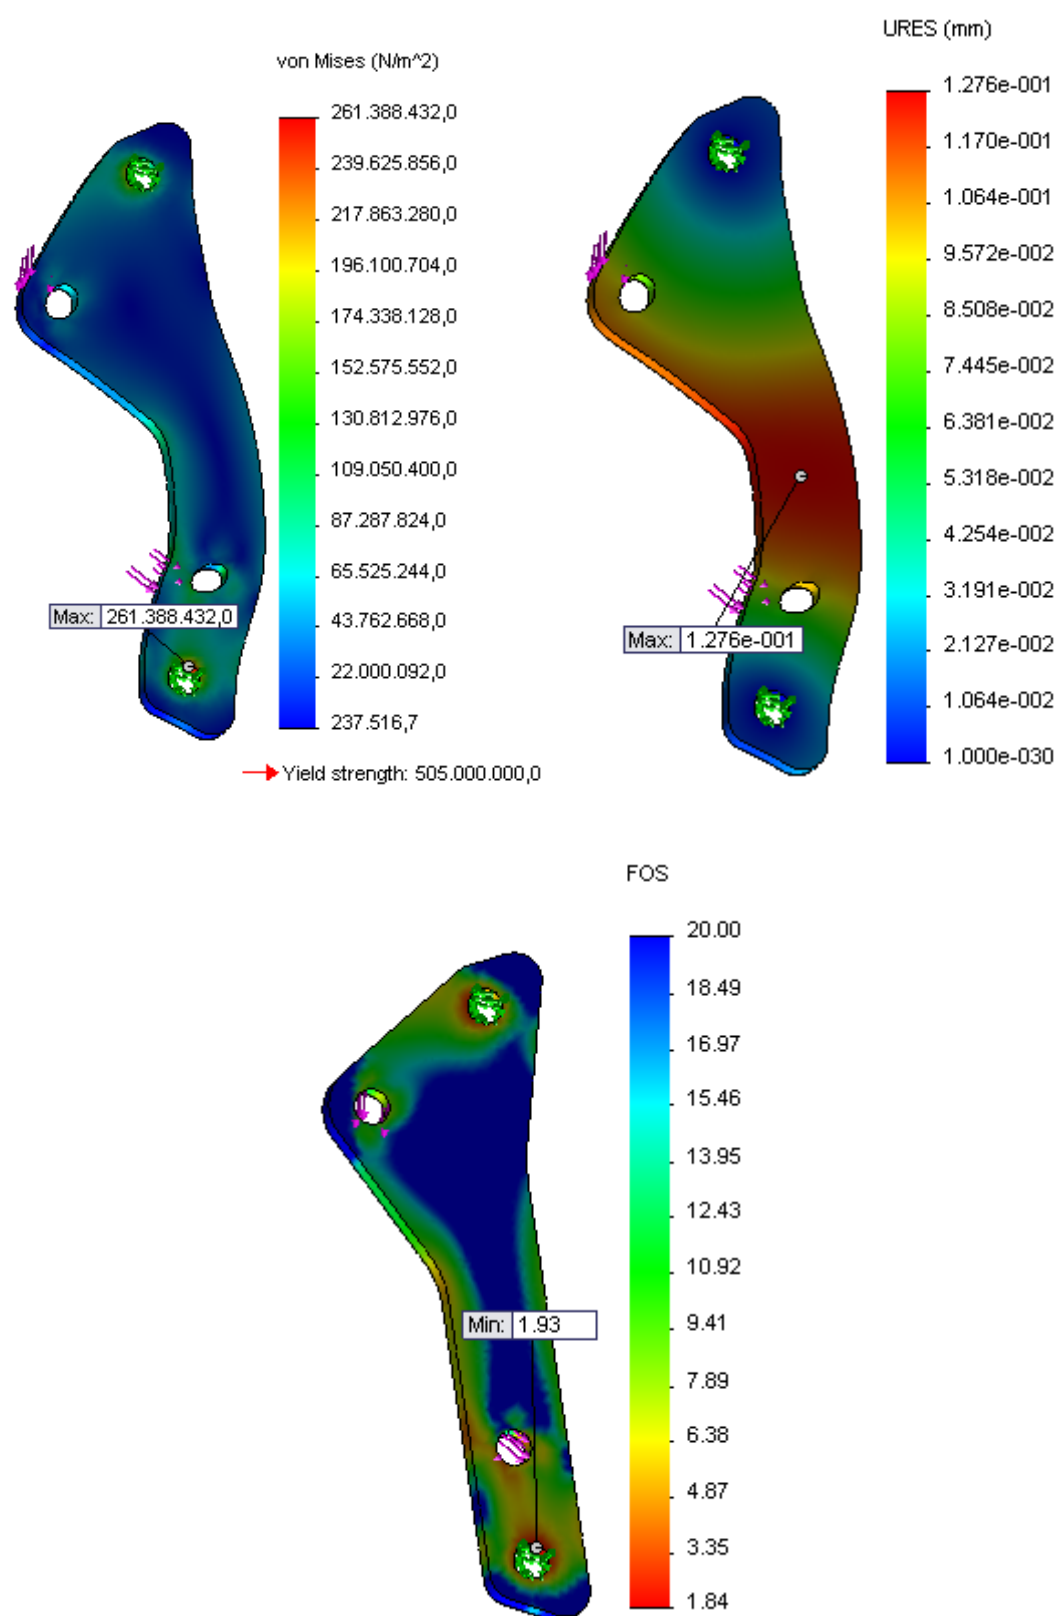 von Mises (N/m^2)
261.388.432,0
239.625.856,0
217.863.280,0
196.100.704,0
174.338.128,0
152.575.552,0
130.812.976,0
109.050.400,0
87.287.824,0
65.525.244,0
43.762.668,0
22.000.092,0
237.516,7
Yield strength: 505.000.000,0
Max: 261.388.432,0
URES (mm)
1.276e-001
1.170e-001
1.064e-001
9.572e-002
8.508e-002
7.445e-002
6.381e-002
5.318e-002
4.254e-002
3.191e-002
2.127e-002
1.064e-002
1.000e-030
Max: 1.276e-001
FOS
20.00
18.49
16.97
15.46
13.95
12.43
10.92
9.41
7.89
6.38
4.87
3.35
1.84
Min: 1.93